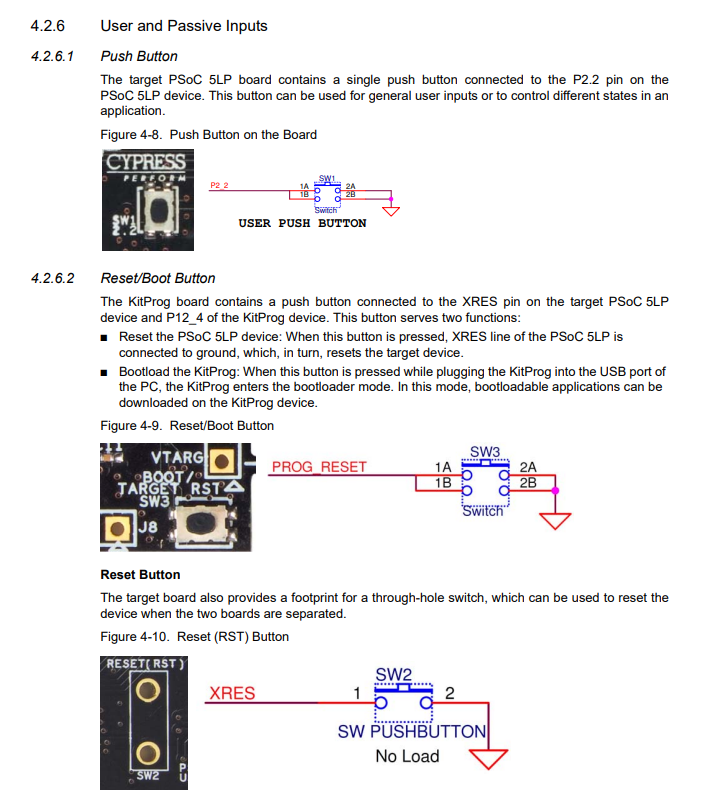 4.2.6 User and Passive Inputs
4.2.6.1 Push Button
The target PSoC 5LP board contains a single push button connected to the P2.2 pin on the
PSoC 5LP device. This button can be used for general user inputs or to control different states in an
application.
Figure 4-8. Push Button on the Board
CYPRESS
PERFORM
SW1
2.2
P2_2
SW1
1A
1B
2A
2B
Switch
USER PUSH BUTTON
4.2.6.2 Reset/Boot Button
The KitProg board contains a push button connected to the XRES pin on the target PSoC 5LP
device and P12_4 of the KitProg device. This button serves two functions:
■ Reset the PSoC 5LP device: When this button is pressed, XRES line of the PSoC 5LP is
connected to ground, which, in turn, resets the target device.
■ Bootload the KitProg: When this button is pressed while plugging the KitProg into the USB port of
the PC, the KitProg enters the bootloader mode. In this mode, bootloadable applications can be
downloaded on the KitProg device.
Figure 4-9. Reset/Boot Button
VTARG
BOOT/
TARGET RST
SW3
J8
PROG_RESET
SW3
1A
1B
2A
2B
Switch
Reset Button
The target board also provides a footprint for a through-hole switch, which can be used to reset the
device when the two boards are separated.
Figure 4-10. Reset (RST) Button
RESET(RST)
SW2
P
U
XRES
SW2
1
2
SW PUSHBUTTON
No Load